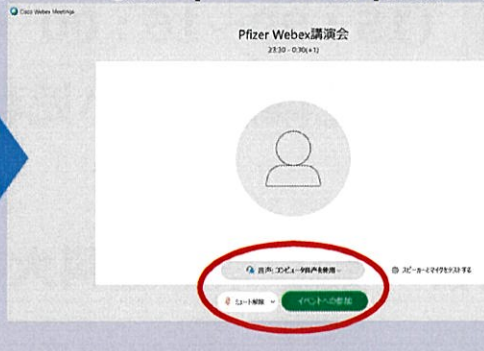 Cisco Webex Meetings
Pfizer Webex講演会
23:30 - 0:30(+1)
音声: コンピュータ音声を使用
スピーカーとマイクをテストする
ミュート解除
イベントへの参加